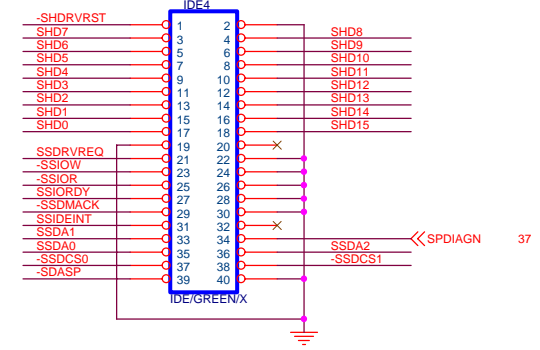 IDE4
-SHDRVRST 1 2
SHD7 3 4 SHD8
SHD6 5 6 SHD9
SHD5 7 8 SHD10
SHD4 9 10 SHD11
SHD3 11 12 SHD12
SHD2 13 14 SHD13
SHD1 15 16 SHD14
SHD0 17 18 SHD15
19 20
SSDRVREQ 21 22
-SSIOW 23 24
-SSIOR 25 26
SSIORDY 27 28
-SSDMACK 29 30
SSIDEINT 31 32
SSDA1 33 34 SPDIAGN 37
SSDA0 35 36 SSDA2
-SSDCS0 37 38 -SSDCS1
-SDASP 39 40
IDE/GREEN/X